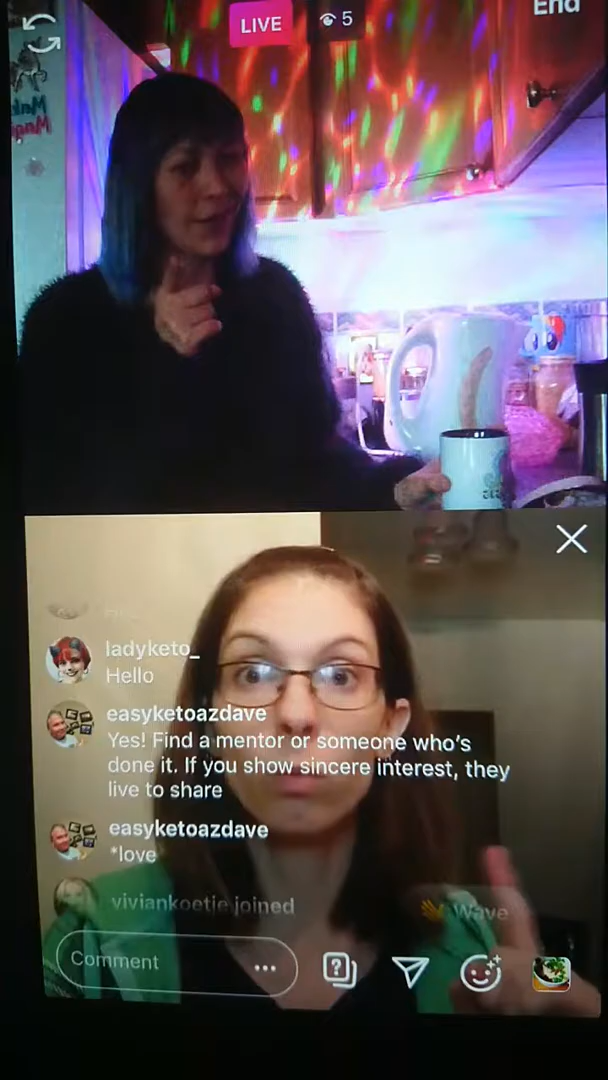 LIVE
5
End
ladyketo_
Hello
easyketoazdave
Yes! Find a mentor or someone who's
done it. If you show sincere interest, they
live to share
easyketoazdave
*love
viviankoetje joined
Wave
Comment